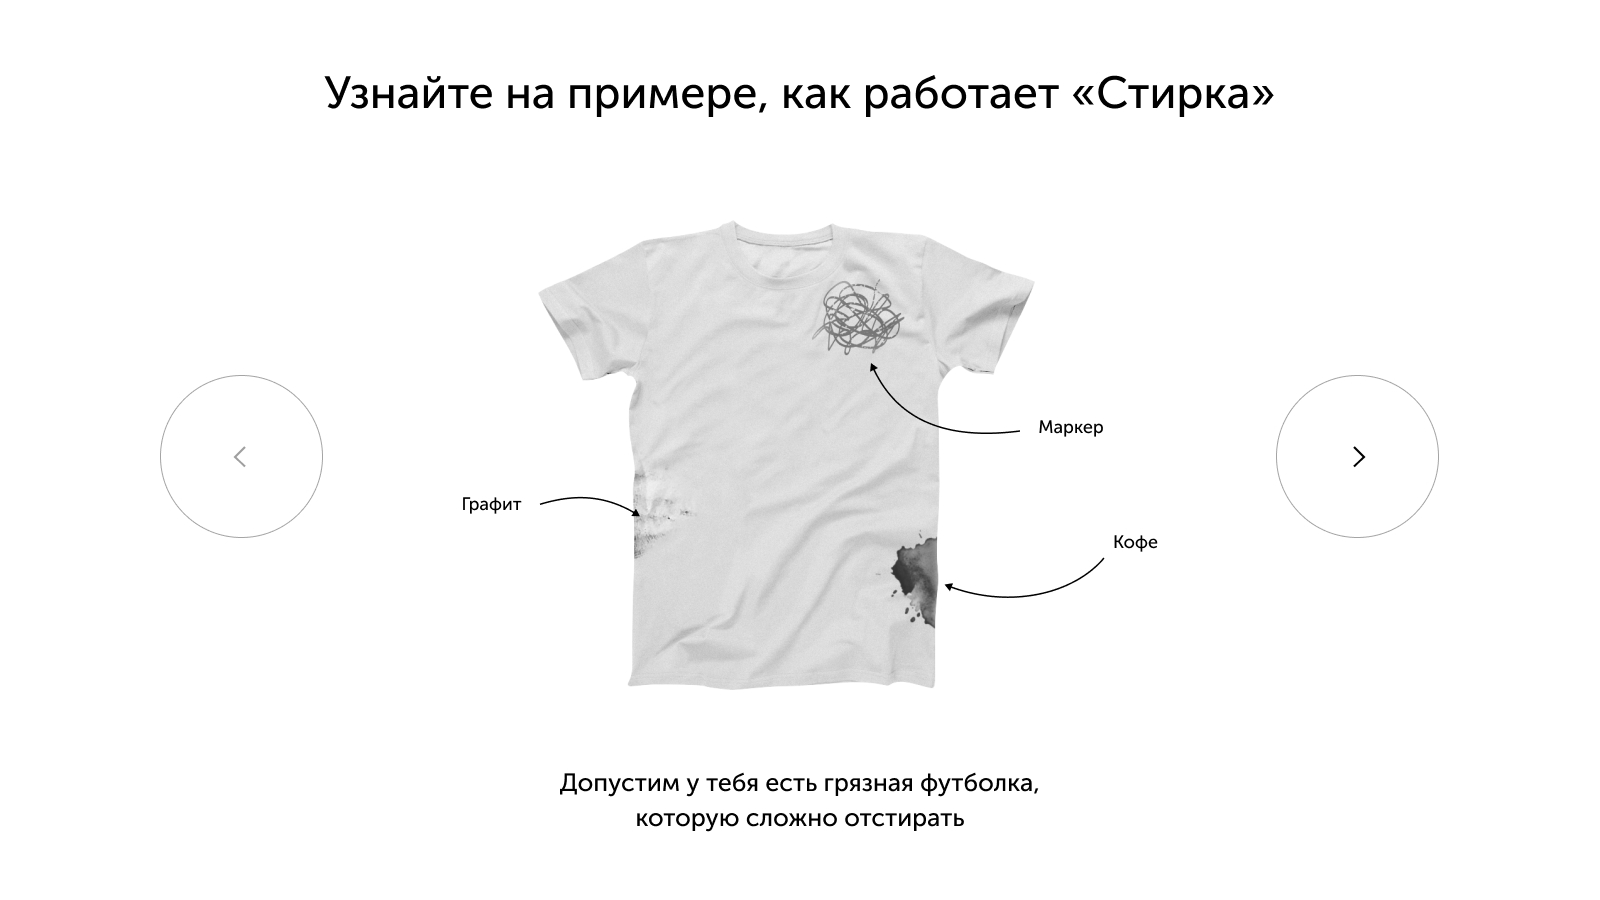 Узнайте на примере, как работает «Стирка»
Маркер
Графит
Кофе
Допустим у тебя есть грязная футболка,
которую сложно отстирать